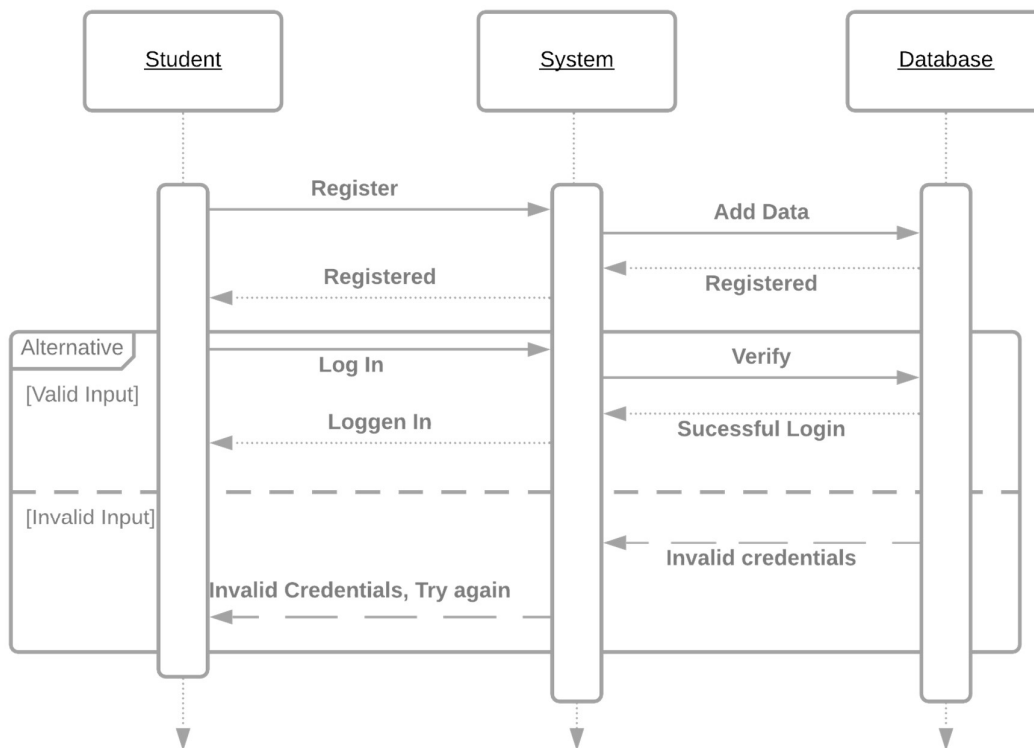 Student
System
Database
Register
Add Data
Registered
Registered
Alternative
Log In
Verify
[Valid Input]
Loggen In
Sucessful Login
[Invalid Input]
Invalid credentials
Invalid Credentials, Try again